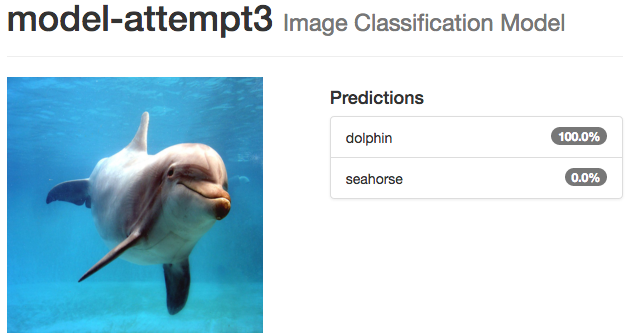 model-attempt3 Image Classification Model
Predictions
dolphin 100.0%
seahorse 0.0%